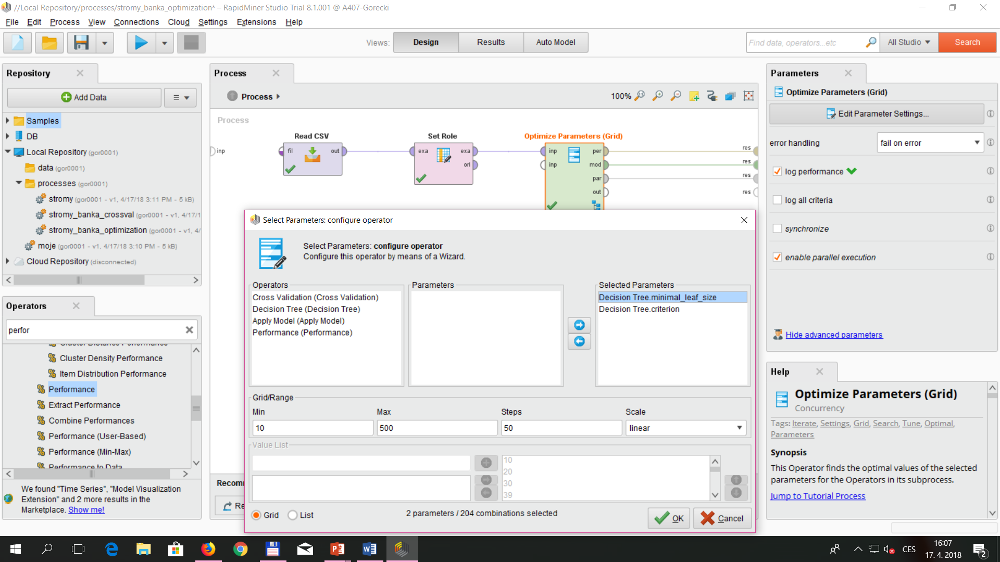 //Local Repository/processes/stromy_banka_optimization* – RapidMiner Studio Trial 8.1.001 @ A407-Gorecki
File Edit Process View Connections Cloud Settings Extensions Help
Views: Design Results Auto Model
Find data, operators...etc All Studio Search
Repository
Add Data
Samples
DB
Local Repository (gor0001)
data (gor0001)
processes (gor0001)
stromy (gor0001 - v1, 4/17/18 3:11 PM - 5 kB)
stromy_banka_crossval (gor0001 - v1, 4/17/1
stromy_banka_optimization (gor0001 - v1, 4/
moje (gor0001 - v1, 4/17/18 3:10 PM - 5 kB)
Cloud Repository (disconnected)
Operators
perfor
Cluster Distance Performance
Cluster Density Performance
Item Distribution Performance
Performance
Extract Performance
Combine Performances
Performance (User-Based)
Performance (Min-Max)
Performance to Data
We found "Time Series", "Model Visualization
Extension" and 2 more results in the
Marketplace. Show me!
Process
Process
100%
Process
inp
Read CSV
fil out
Set Role
exa exa
ori
Optimize Parameters (Grid)
inp per
inp mod
par
out
res
res
res
res
Recom
Re
Select Parameters: configure operator
Select Parameters: configure operator
Configure this operator by means of a Wizard.
Operators
Cross Validation (Cross Validation)
Decision Tree (Decision Tree)
Apply Model (Apply Model)
Performance (Performance)
Parameters
Selected Parameters
Decision Tree.minimal_leaf_size
Decision Tree.criterion
Grid/Range
Min Max Steps Scale
10 500 50 linear
Value List
10
20
30
39
Grid List
2 parameters / 204 combinations selected
OK Cancel
Parameters
Optimize Parameters (Grid)
Edit Parameter Settings...
error handling fail on error
log performance
log all criteria
synchronize
enable parallel execution
Hide advanced parameters
Help
Optimize Parameters (Grid)
Concurrency
Tags: Iterate, Settings, Grid, Search, Tune, Optimal,
Parameters
Synopsis
This Operator finds the optimal values of the selected
parameters for the Operators in its subprocess.
Jump to Tutorial Process
CES
16:07
17. 4. 2018
2